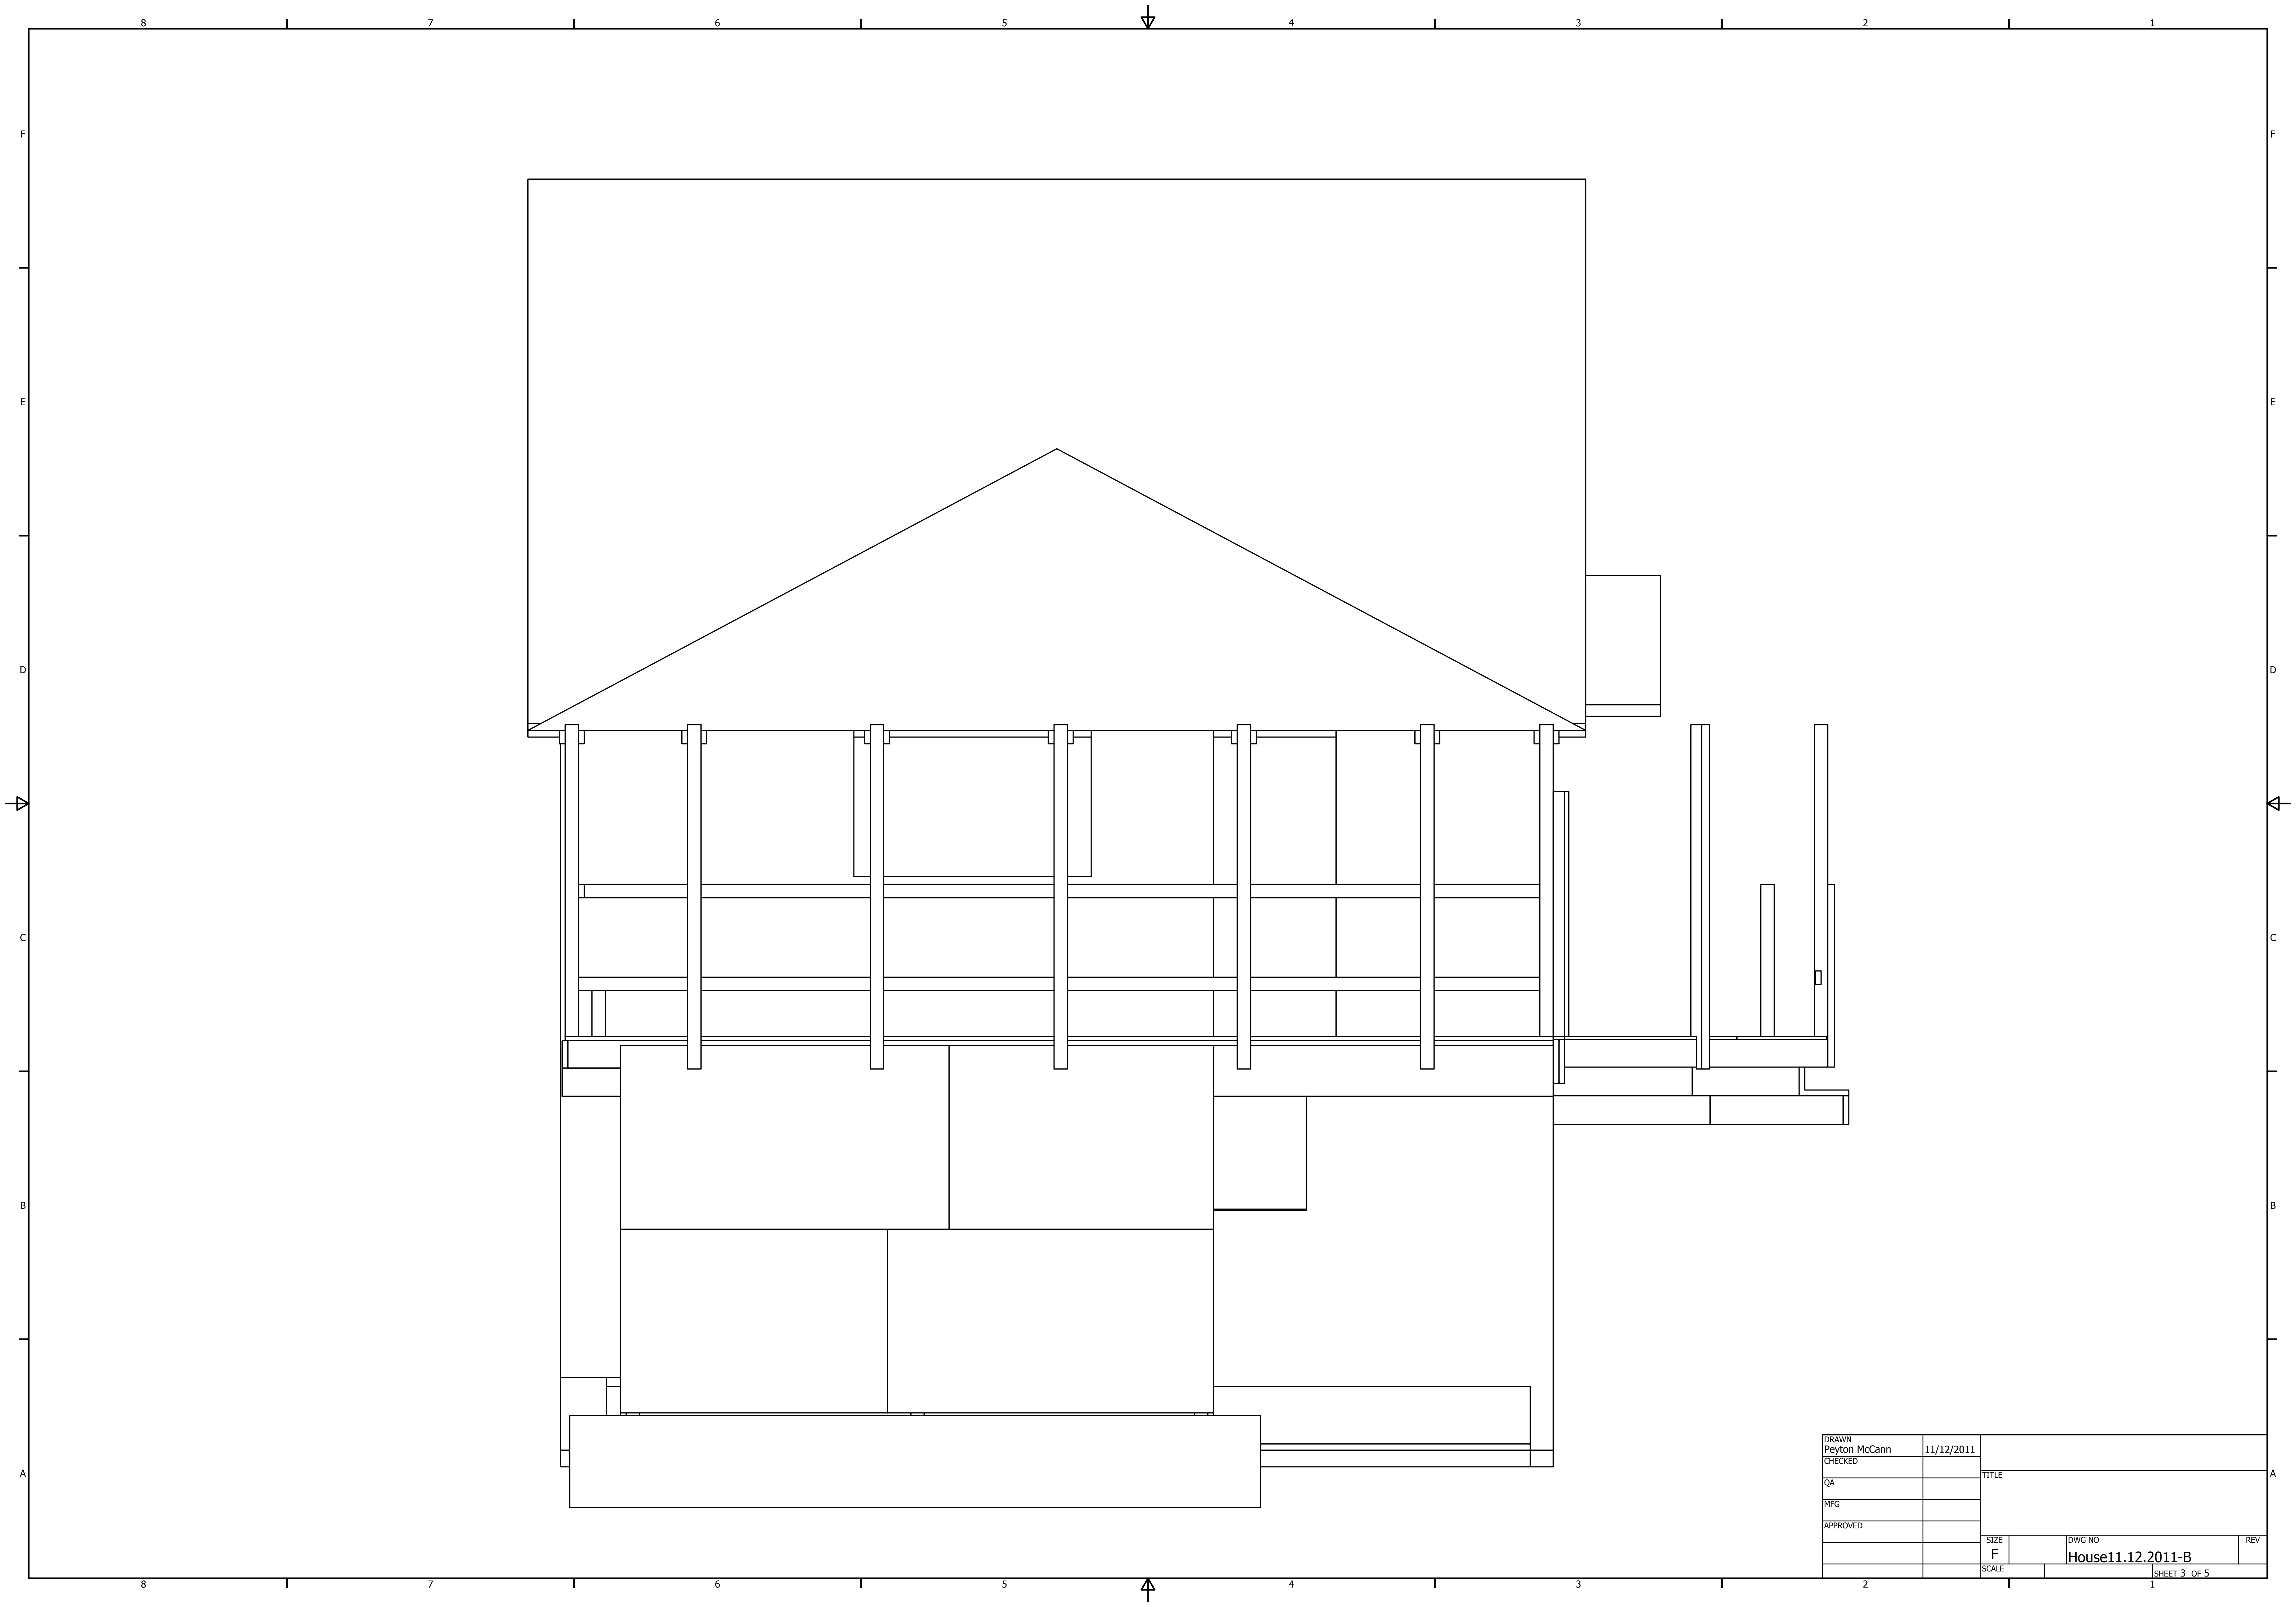 8 7 6 5 4 3 2 1
F F
E E
D D
C C
B B
A A
DRAWN
Peyton McCann 11/12/2011
CHECKED
TITLE
QA
MFG
APPROVED
SIZE DWG NO REV
F House11.12.2011-B
SCALE SHEET 3 OF 5
8 7 6 5 4 3 2 1